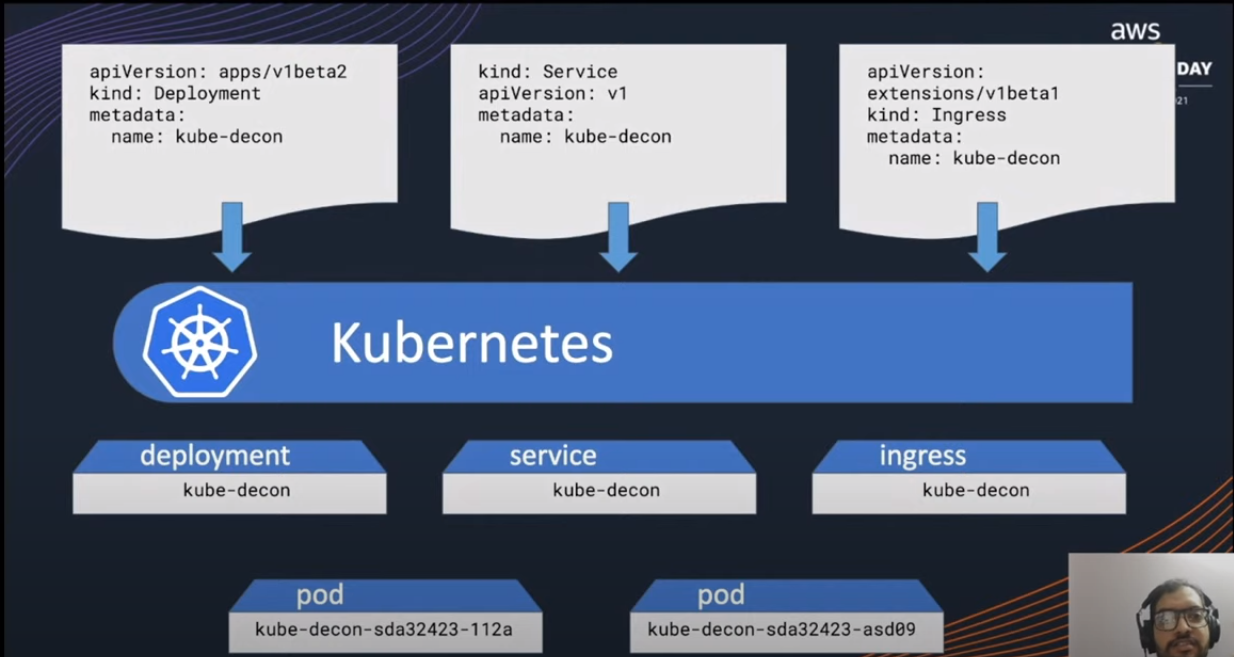 aws
DAY
21
apiVersion: apps/v1beta2
kind: Deployment
metadata:
  name: kube-decon
kind: Service
apiVersion: v1
metadata:
  name: kube-decon
apiVersion:
extensions/v1beta1
kind: Ingress
metadata:
  name: kube-decon
Kubernetes
deployment
kube-decon
service
kube-decon
ingress
kube-decon
pod
kube-decon-sda32423-112a
pod
kube-decon-sda32423-asd09